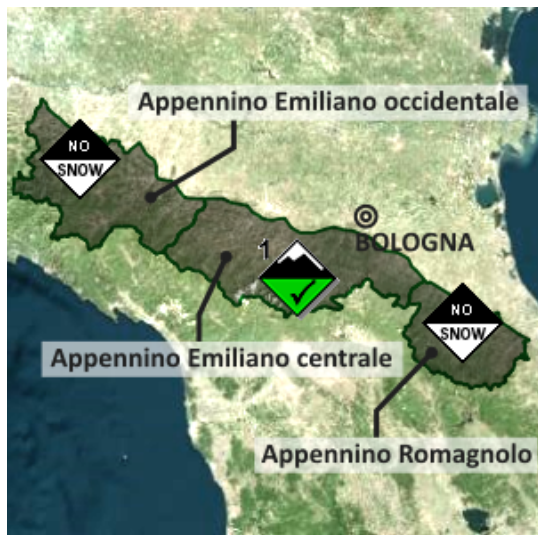 Appennino Emiliano occidentale
NO
SNOW
BOLOGNA
1
NO
SNOW
Appennino Emiliano centrale
Appennino Romagnolo